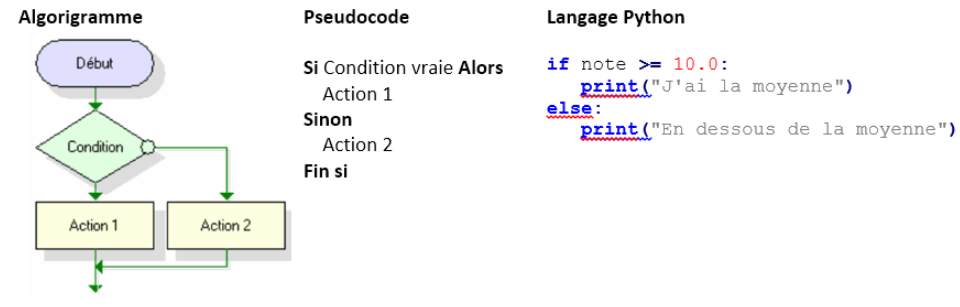 Algorigramme
Début
Condition
Action 1
Action 2
Pseudocode
Si Condition vraie Alors
Action 1
Sinon
Action 2
Fin si
Langage Python
if note >= 10.0:
print("J'ai la moyenne")
else:
print("En dessous de la moyenne")